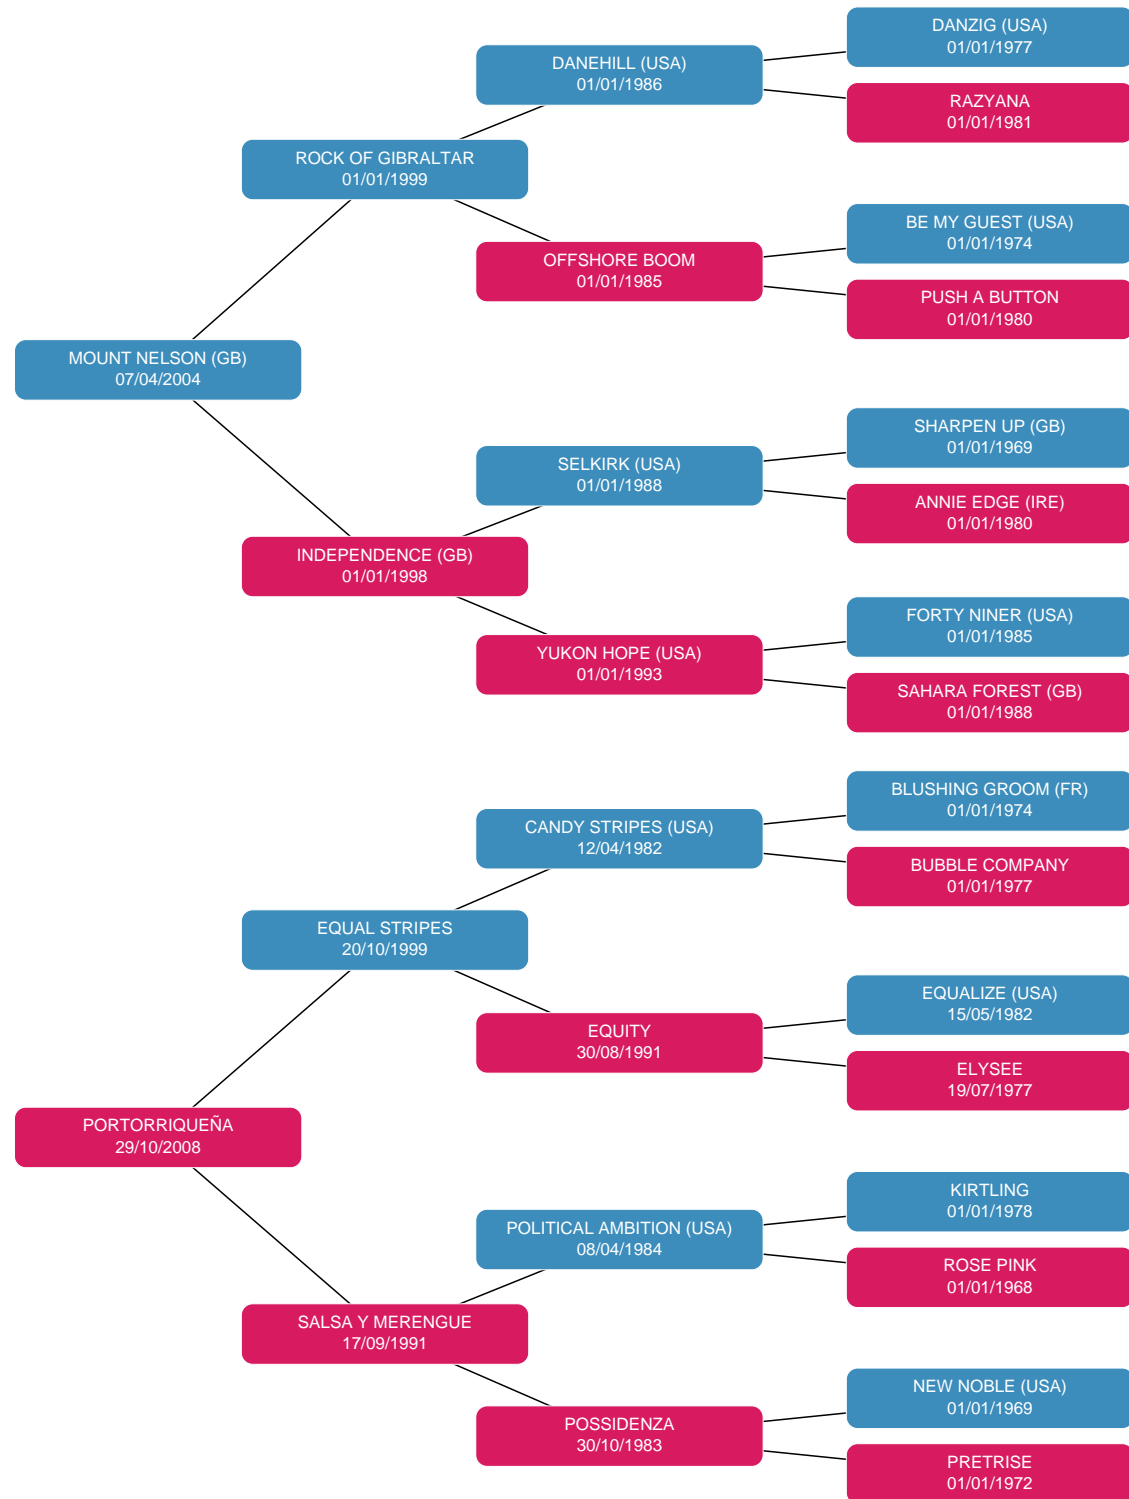 DANZIG (USA)
01/01/1977
DANEHILL (USA)
01/01/1986
RAZYANA
01/01/1981
ROCK OF GIBRALTAR
01/01/1999
BE MY GUEST (USA)
01/01/1974
OFFSHORE BOOM
01/01/1985
PUSH A BUTTON
01/01/1980
MOUNT NELSON (GB)
07/04/2004
SHARPEN UP (GB)
01/01/1969
SELKIRK (USA)
01/01/1988
ANNIE EDGE (IRE)
01/01/1980
INDEPENDENCE (GB)
01/01/1998
FORTY NINER (USA)
01/01/1985
YUKON HOPE (USA)
01/01/1993
SAHARA FOREST (GB)
01/01/1988
BLUSHING GROOM (FR)
01/01/1974
CANDY STRIPES (USA)
12/04/1982
BUBBLE COMPANY
01/01/1977
EQUAL STRIPES
20/10/1999
EQUALIZE (USA)
15/05/1982
EQUITY
30/08/1991
ELYSEE
19/07/1977
PORTORRIQUEÑA
29/10/2008
KIRTLING
01/01/1978
POLITICAL AMBITION (USA)
08/04/1984
ROSE PINK
01/01/1968
SALSA Y MERENGUE
17/09/1991
NEW NOBLE (USA)
01/01/1969
POSSIDENZA
30/10/1983
PRETRISE
01/01/1972